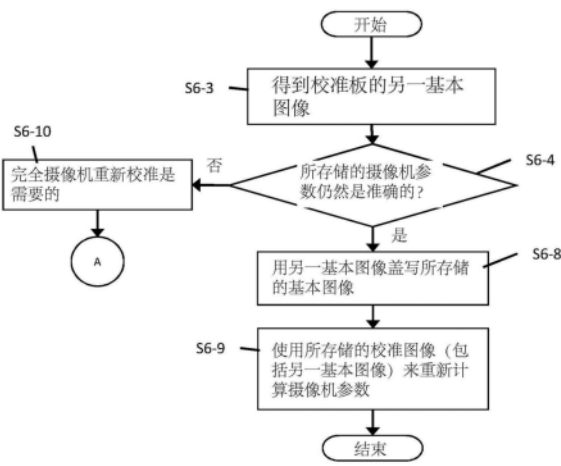 开始
S6-3
得到校准板的另一基本
图像
S6-10
完全摄像机重新校准是
需要的
否
所存储的摄像机参
数仍然是准确的?
S6-4
A
是
用另一基本图像盖写所存储
的基本图像
S6-8
S6-9
使用所存储的校准图像（包
括另一基本图像）来重新计
算摄像机参数
结束